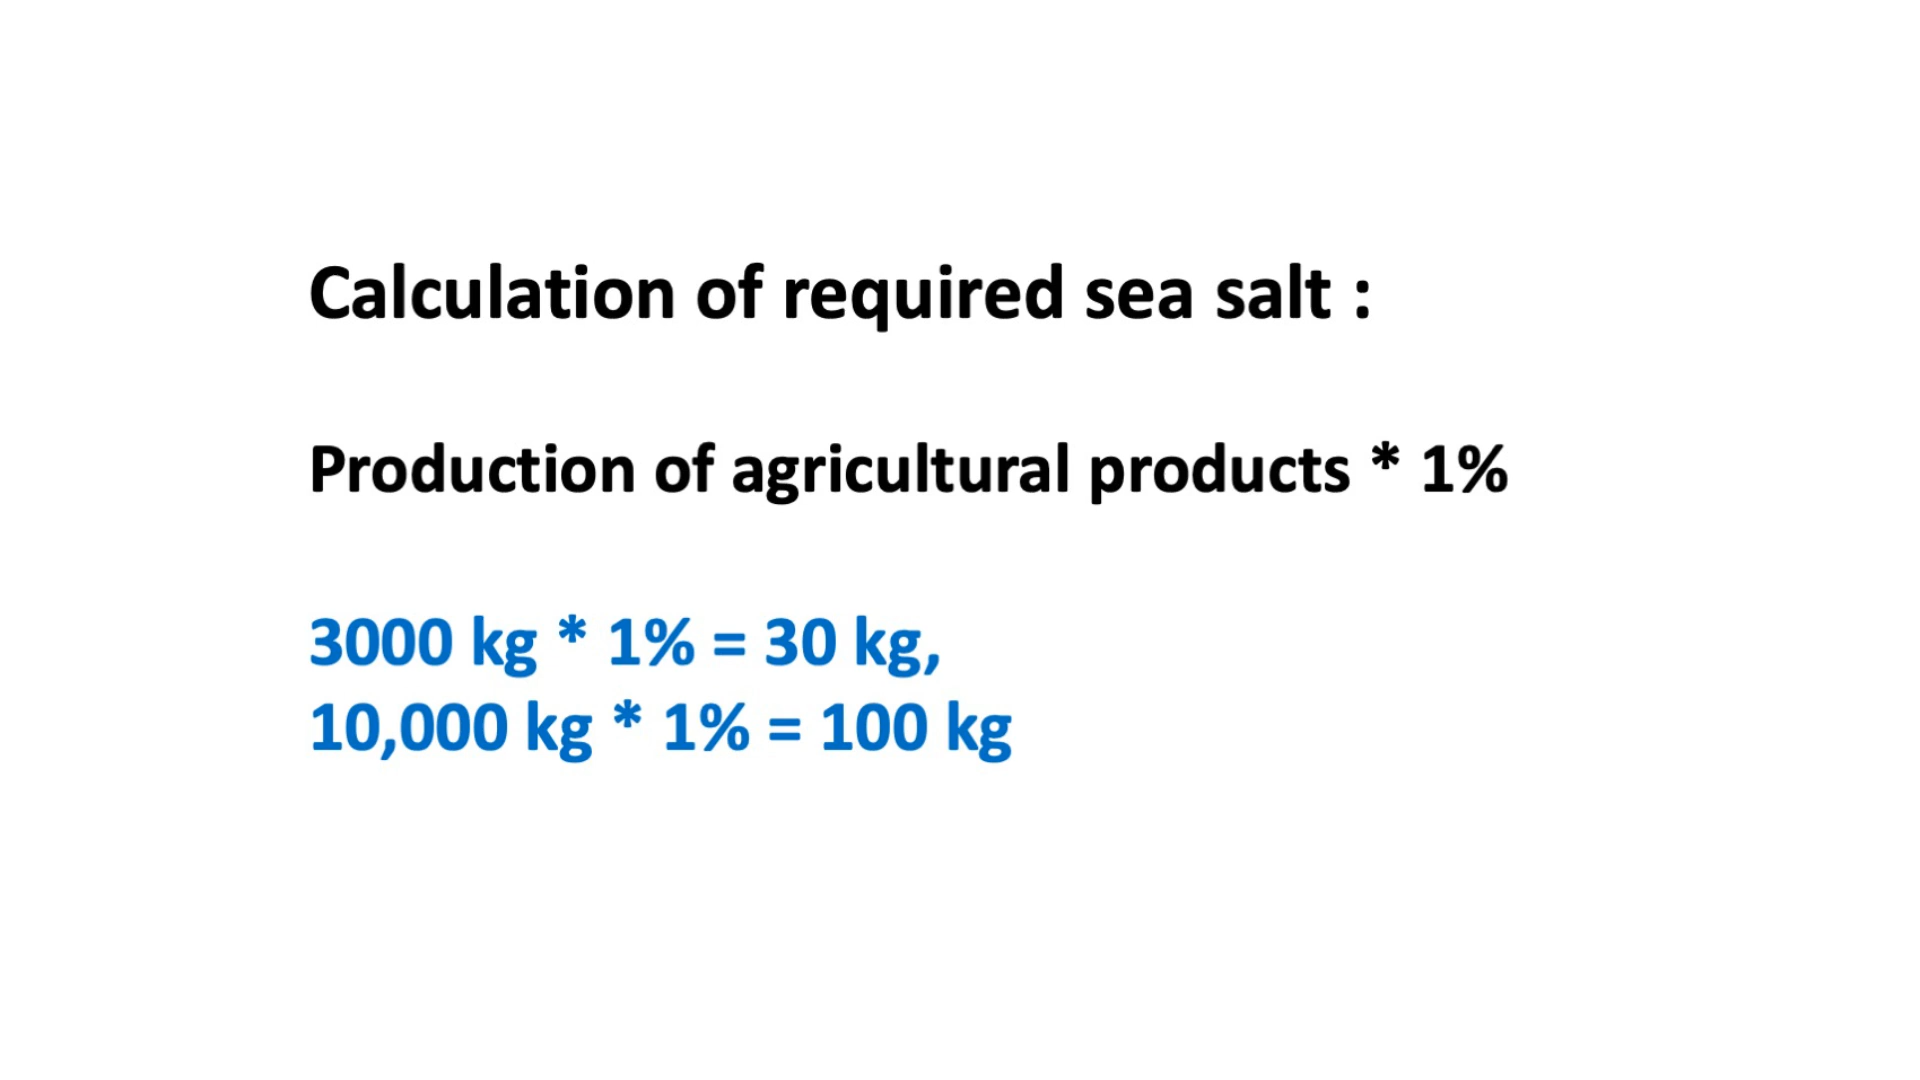 Calculation of required sea salt :
Production of agricultural products * 1%
3000 kg * 1% = 30 kg,
10,000 kg * 1% = 100 kg